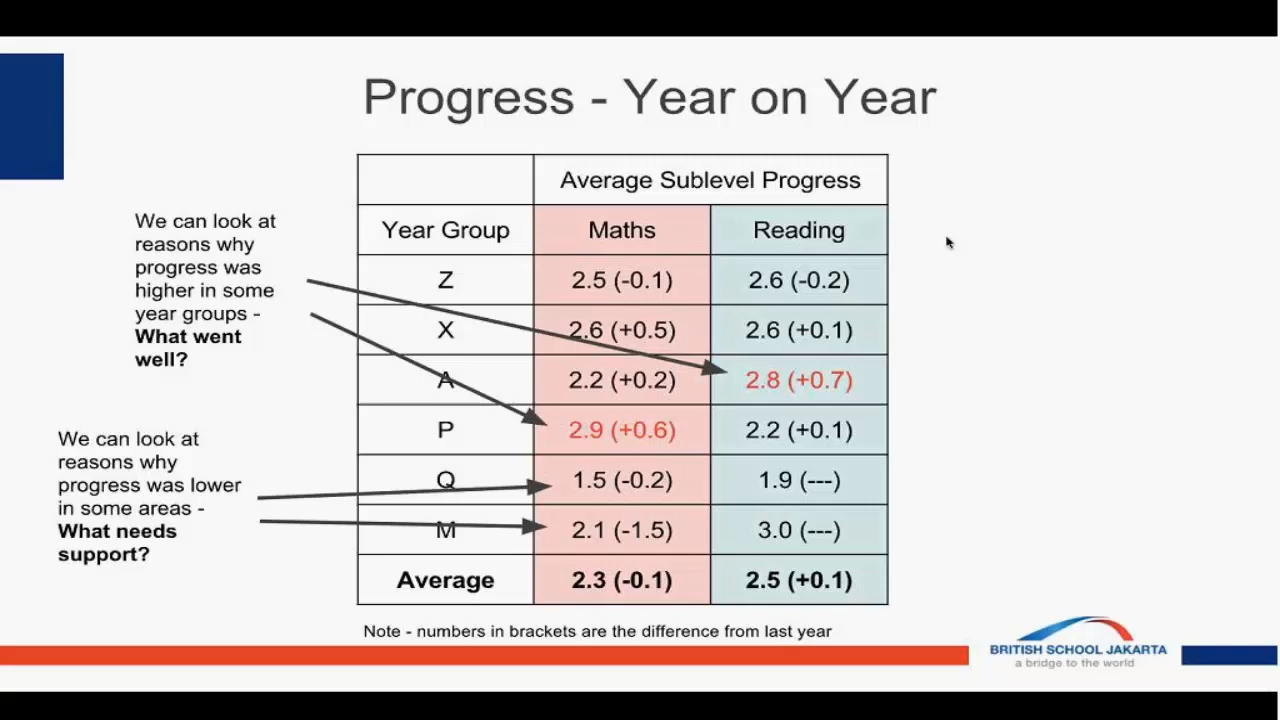 Progress - Year on Year
Average Sublevel Progress
Year Group Maths Reading
Z 2.5 (-0.1) 2.6 (-0.2)
X 2.6 (+0.5) 2.6 (+0.1)
A 2.2 (+0.2) 2.8 (+0.7)
P 2.9 (+0.6) 2.2 (+0.1)
Q 1.5 (-0.2) 1.9 (---)
M 2.1 (-1.5) 3.0 (---)
Average 2.3 (-0.1) 2.5 (+0.1)
Note - numbers in brackets are the difference from last year
We can look at
reasons why
progress was
higher in some
year groups -
What went
well?
We can look at
reasons why
progress was lower
in some areas -
What needs
support?
BRITISH SCHOOL JAKARTA
a bridge to the world